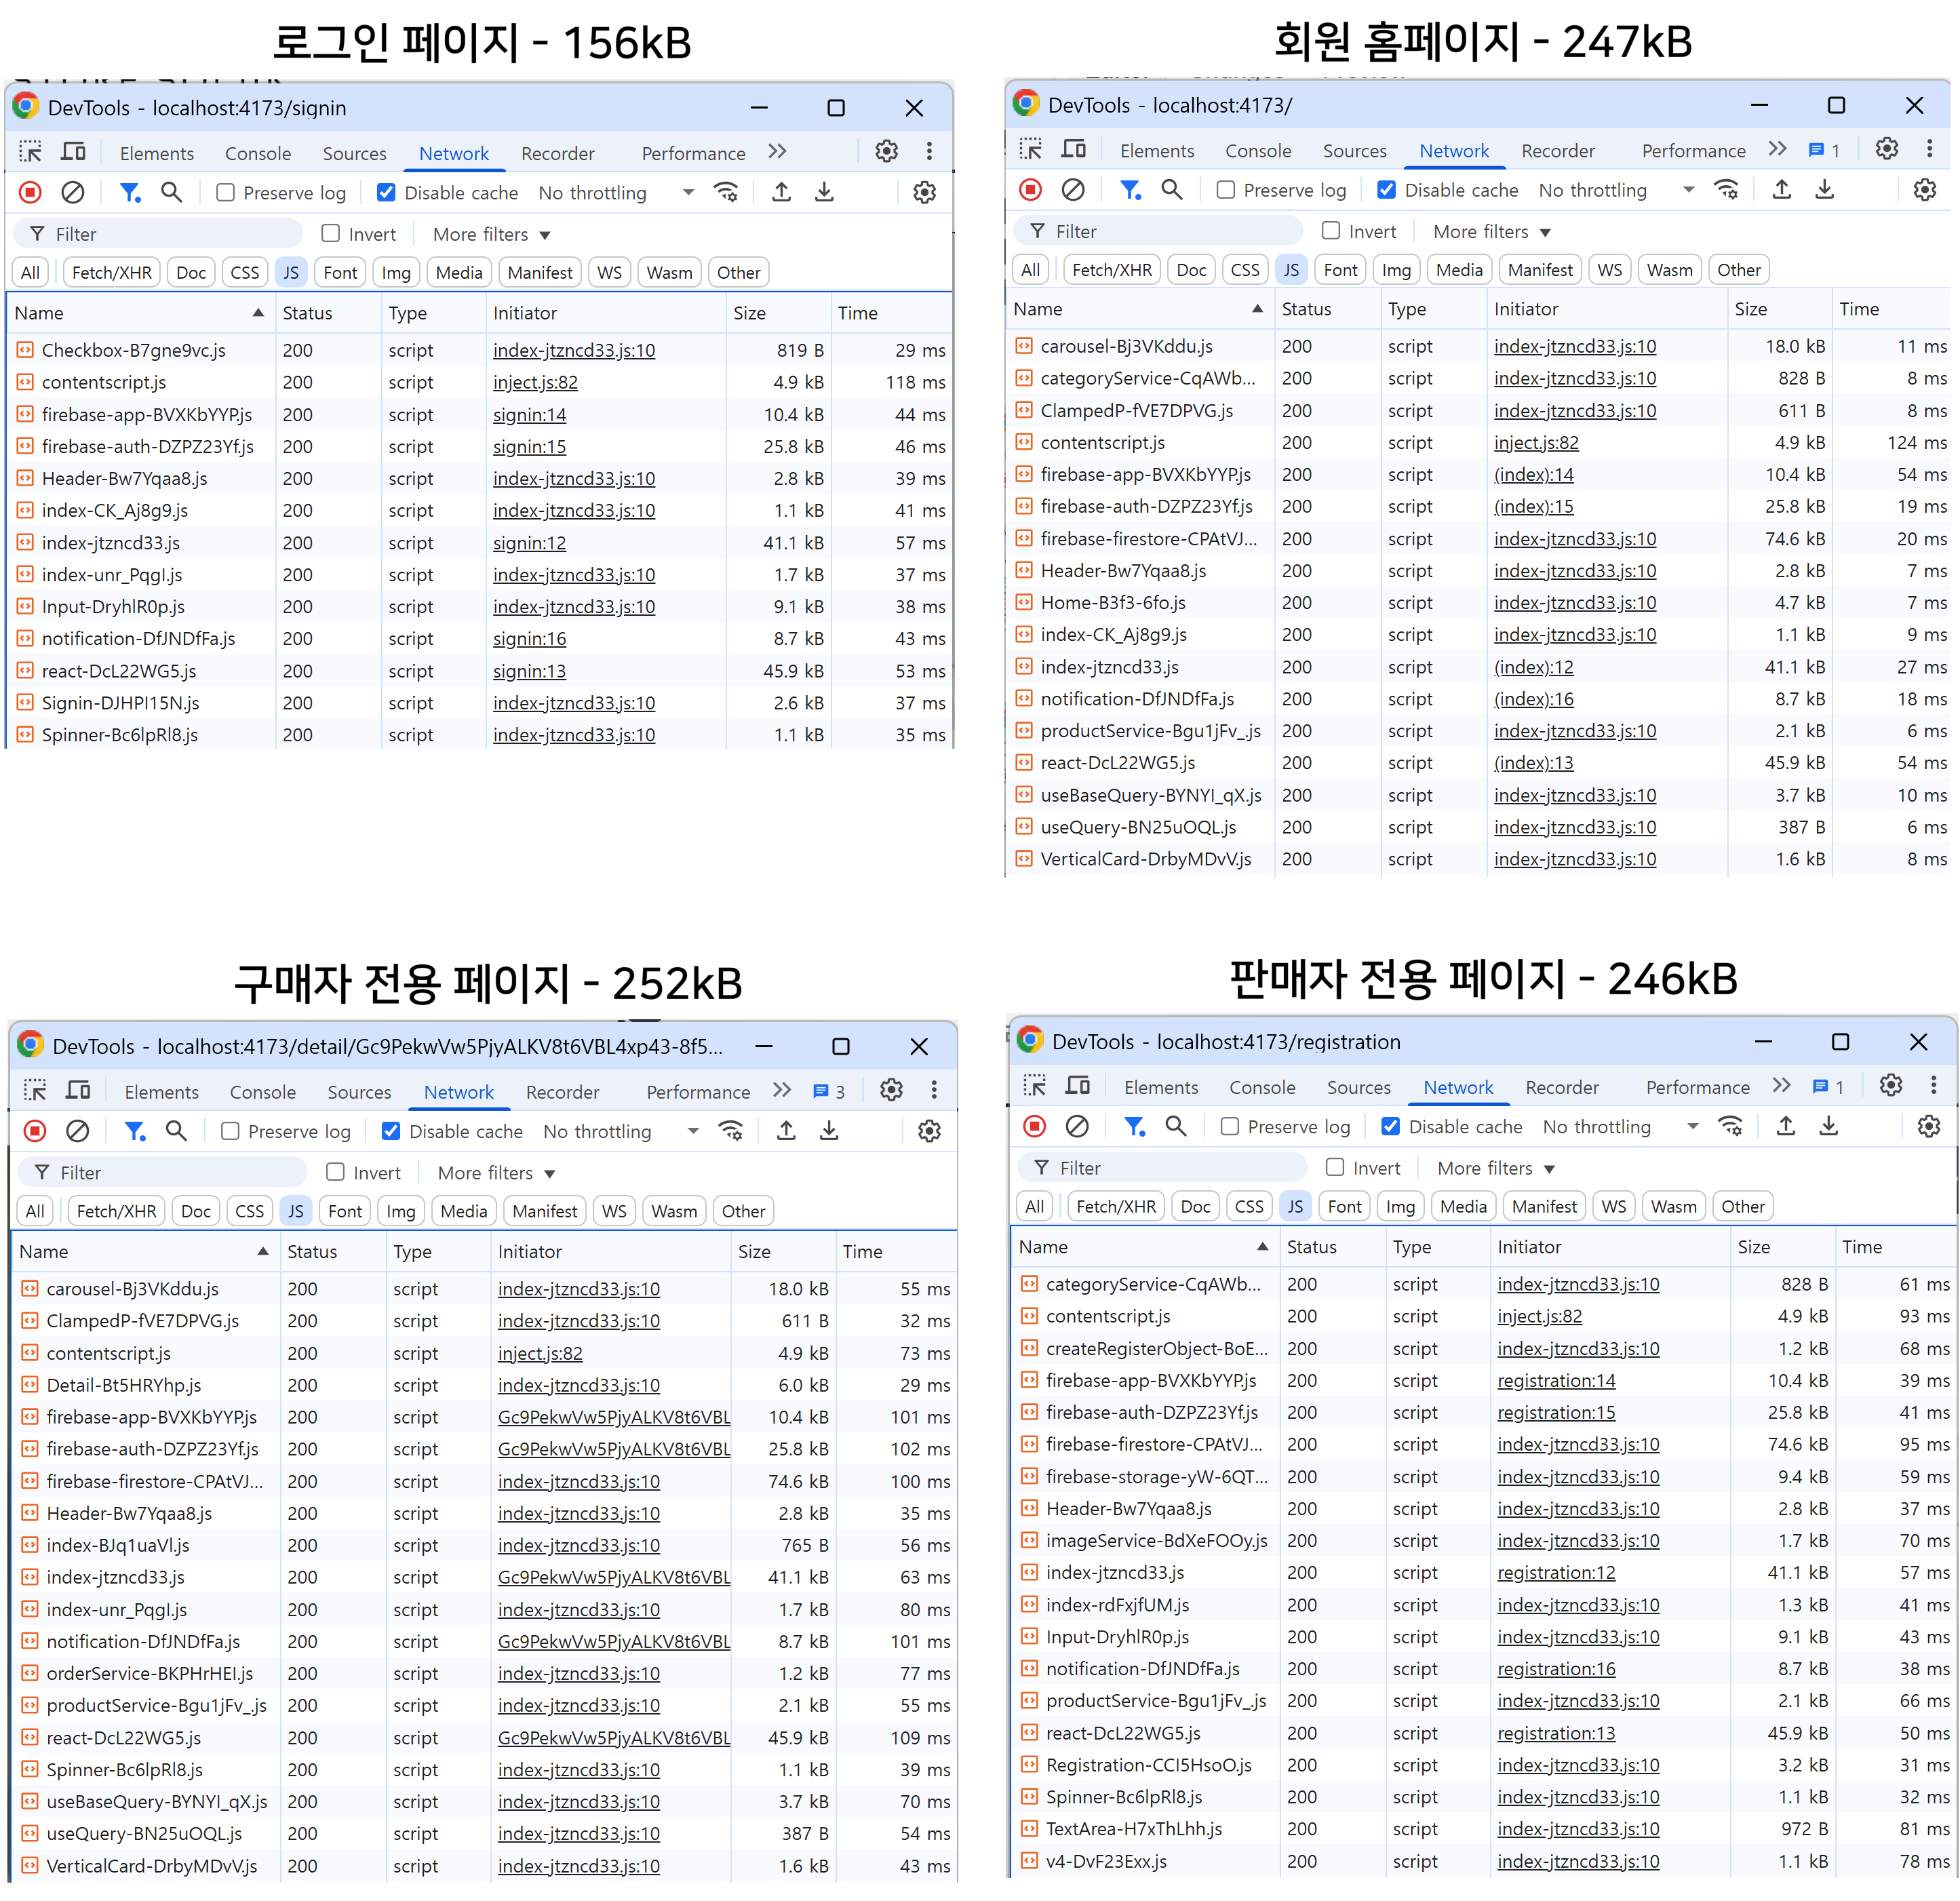 로그인 페이지 - 156kB
DevTools - localhost:4173/signin
Elements Console Sources Network Recorder Performance
Preserve log Disable cache No throttling
Filter Invert More filters
All Fetch/XHR Doc CSS JS Font Img Media Manifest WS Wasm Other
Name Status Type Initiator Size Time
Checkbox-B7gne9vc.js 200 script index-jtzncd33.js:10 819 B 29 ms
contentscript.js 200 script inject.js:82 4.9 kB 118 ms
firebase-app-BVXKbYYP.js 200 script signin:14 10.4 kB 44 ms
firebase-auth-DZPZ23Yf.js 200 script signin:15 25.8 kB 46 ms
Header-Bw7Yqaa8.js 200 script index-jtzncd33.js:10 2.8 kB 39 ms
index-CK_Aj8g9.js 200 script index-jtzncd33.js:10 1.1 kB 41 ms
index-jtzncd33.js 200 script signin:12 41.1 kB 57 ms
index-unr_PqgI.js 200 script index-jtzncd33.js:10 1.7 kB 37 ms
Input-DryhlR0p.js 200 script index-jtzncd33.js:10 9.1 kB 38 ms
notification-DfJNDfFa.js 200 script signin:16 8.7 kB 43 ms
react-DcL22WG5.js 200 script signin:13 45.9 kB 53 ms
Signin-DJHPI15N.js 200 script index-jtzncd33.js:10 2.6 kB 37 ms
Spinner-Bc6lpRl8.js 200 script index-jtzncd33.js:10 1.1 kB 35 ms
회원 홈페이지 - 247kB
DevTools - localhost:4173/
Elements Console Sources Network Recorder Performance 1
Preserve log Disable cache No throttling
Filter Invert More filters
All Fetch/XHR Doc CSS JS Font Img Media Manifest WS Wasm Other
Name Status Type Initiator Size Time
carousel-Bj3VKddu.js 200 script index-jtzncd33.js:10 18.0 kB 11 ms
categoryService-CqAWb... 200 script index-jtzncd33.js:10 828 B 8 ms
ClampedP-fVE7DPVG.js 200 script index-jtzncd33.js:10 611 B 8 ms
contentscript.js 200 script inject.js:82 4.9 kB 124 ms
firebase-app-BVXKbYYP.js 200 script (index):14 10.4 kB 54 ms
firebase-auth-DZPZ23Yf.js 200 script (index):15 25.8 kB 19 ms
firebase-firestore-CPAtVJ... 200 script index-jtzncd33.js:10 74.6 kB 20 ms
Header-Bw7Yqaa8.js 200 script index-jtzncd33.js:10 2.8 kB 7 ms
Home-B3f3-6fo.js 200 script index-jtzncd33.js:10 4.7 kB 7 ms
index-CK_Aj8g9.js 200 script index-jtzncd33.js:10 1.1 kB 9 ms
index-jtzncd33.js 200 script (index):12 41.1 kB 27 ms
notification-DfJNDfFa.js 200 script (index):16 8.7 kB 18 ms
productService-Bgu1jFv_.js 200 script index-jtzncd33.js:10 2.1 kB 6 ms
react-DcL22WG5.js 200 script (index):13 45.9 kB 54 ms
useBaseQuery-BYNYI_qX.js 200 script index-jtzncd33.js:10 3.7 kB 10 ms
useQuery-BN25uOQL.js 200 script index-jtzncd33.js:10 387 B 6 ms
VerticalCard-DrbyMDvV.js 200 script index-jtzncd33.js:10 1.6 kB 8 ms
구매자 전용 페이지 - 252kB
DevTools - localhost:4173/detail/Gc9PekwVw5PjyALKV8t6VBL4xp43-8f5...
Elements Console Sources Network Recorder Performance 3
Preserve log Disable cache No throttling
Filter Invert More filters
All Fetch/XHR Doc CSS JS Font Img Media Manifest WS Wasm Other
Name Status Type Initiator Size Time
carousel-Bj3VKddu.js 200 script index-jtzncd33.js:10 18.0 kB 55 ms
ClampedP-fVE7DPVG.js 200 script index-jtzncd33.js:10 611 B 32 ms
contentscript.js 200 script inject.js:82 4.9 kB 73 ms
Detail-Bt5HRYhp.js 200 script index-jtzncd33.js:10 6.0 kB 29 ms
firebase-app-BVXKbYYP.js 200 script Gc9PekwVw5PjyALKV8t6VBL 10.4 kB 101 ms
firebase-auth-DZPZ23Yf.js 200 script Gc9PekwVw5PjyALKV8t6VBL 25.8 kB 102 ms
firebase-firestore-CPAtVJ... 200 script index-jtzncd33.js:10 74.6 kB 100 ms
Header-Bw7Yqaa8.js 200 script index-jtzncd33.js:10 2.8 kB 35 ms
index-BJq1uaVl.js 200 script index-jtzncd33.js:10 765 B 56 ms
index-jtzncd33.js 200 script Gc9PekwVw5PjyALKV8t6VBL 41.1 kB 63 ms
index-unr_PqgI.js 200 script index-jtzncd33.js:10 1.7 kB 80 ms
notification-DfJNDfFa.js 200 script Gc9PekwVw5PjyALKV8t6VBL 8.7 kB 101 ms
orderService-BKPHrHEI.js 200 script index-jtzncd33.js:10 1.2 kB 77 ms
productService-Bgu1jFv_.js 200 script index-jtzncd33.js:10 2.1 kB 55 ms
react-DcL22WG5.js 200 script Gc9PekwVw5PjyALKV8t6VBL 45.9 kB 109 ms
Spinner-Bc6lpRl8.js 200 script index-jtzncd33.js:10 1.1 kB 39 ms
useBaseQuery-BYNYI_qX.js 200 script index-jtzncd33.js:10 3.7 kB 70 ms
useQuery-BN25uOQL.js 200 script index-jtzncd33.js:10 387 B 54 ms
VerticalCard-DrbyMDvV.js 200 script index-jtzncd33.js:10 1.6 kB 43 ms
판매자 전용 페이지 - 246kB
DevTools - localhost:4173/registration
Elements Console Sources Network Recorder Performance 1
Preserve log Disable cache No throttling
Filter Invert More filters
All Fetch/XHR Doc CSS JS Font Img Media Manifest WS Wasm Other
Name Status Type Initiator Size Time
categoryService-CqAWb... 200 script index-jtzncd33.js:10 828 B 61 ms
contentscript.js 200 script inject.js:82 4.9 kB 93 ms
createRegisterObject-BoE... 200 script index-jtzncd33.js:10 1.2 kB 68 ms
firebase-app-BVXKbYYP.js 200 script registration:14 10.4 kB 39 ms
firebase-auth-DZPZ23Yf.js 200 script registration:15 25.8 kB 41 ms
firebase-firestore-CPAtVJ... 200 script index-jtzncd33.js:10 74.6 kB 95 ms
firebase-storage-yW-6QT... 200 script index-jtzncd33.js:10 9.4 kB 59 ms
Header-Bw7Yqaa8.js 200 script index-jtzncd33.js:10 2.8 kB 37 ms
imageService-BdXeFOOy.js 200 script index-jtzncd33.js:10 1.7 kB 70 ms
index-jtzncd33.js 200 script registration:12 41.1 kB 57 ms
index-rdFxjfUM.js 200 script index-jtzncd33.js:10 1.3 kB 41 ms
Input-DryhlR0p.js 200 script index-jtzncd33.js:10 9.1 kB 43 ms
notification-DfJNDfFa.js 200 script registration:16 8.7 kB 38 ms
productService-Bgu1jFv_.js 200 script index-jtzncd33.js:10 2.1 kB 66 ms
react-DcL22WG5.js 200 script registration:13 45.9 kB 50 ms
Registration-CCI5HsoO.js 200 script index-jtzncd33.js:10 3.2 kB 31 ms
Spinner-Bc6lpRl8.js 200 script index-jtzncd33.js:10 1.1 kB 32 ms
TextArea-H7xThLhh.js 200 script index-jtzncd33.js:10 972 B 81 ms
v4-DvF23Exx.js 200 script index-jtzncd33.js:10 1.1 kB 78 ms